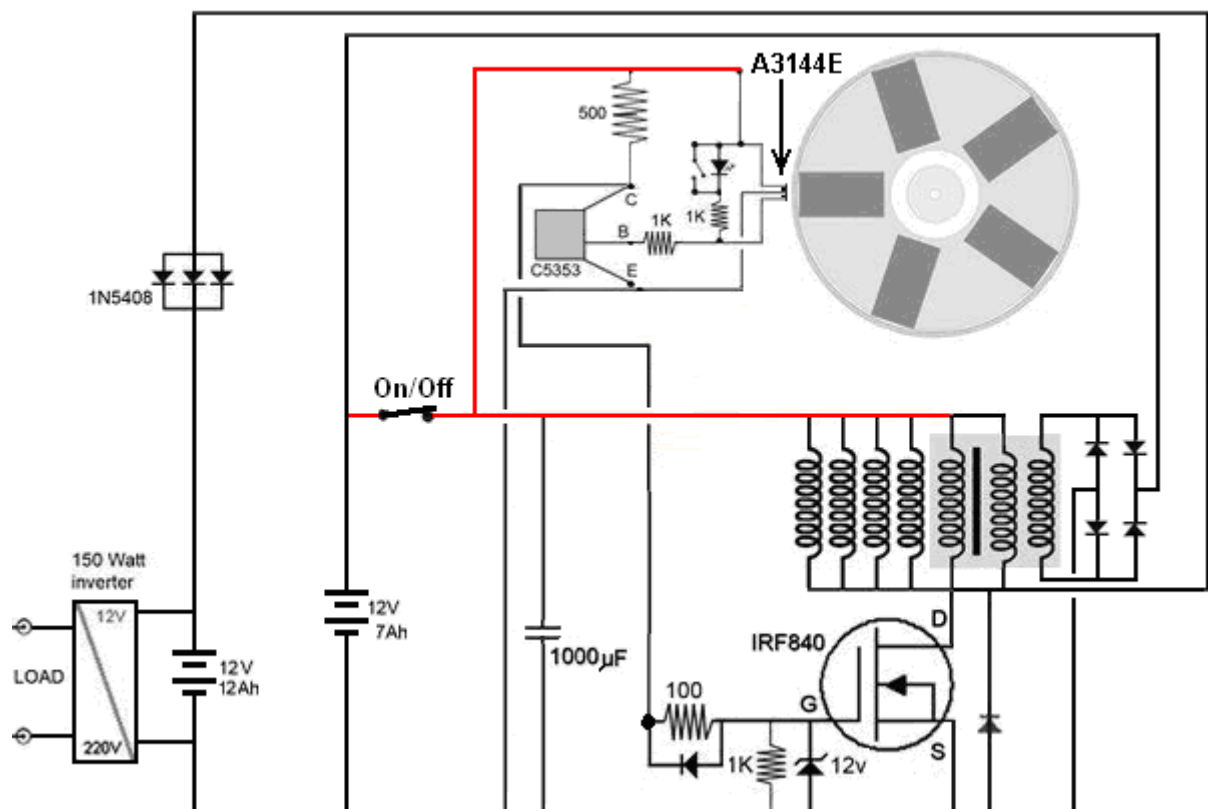 A3144E
500
C
1K
1K
B
C5353
E
1N5408
On/Off
150 Watt
inverter
12V
LOAD
220V
12V
12Ah
12V
7Ah
1000µF
IRF840
D
100
G
S
1K
12v